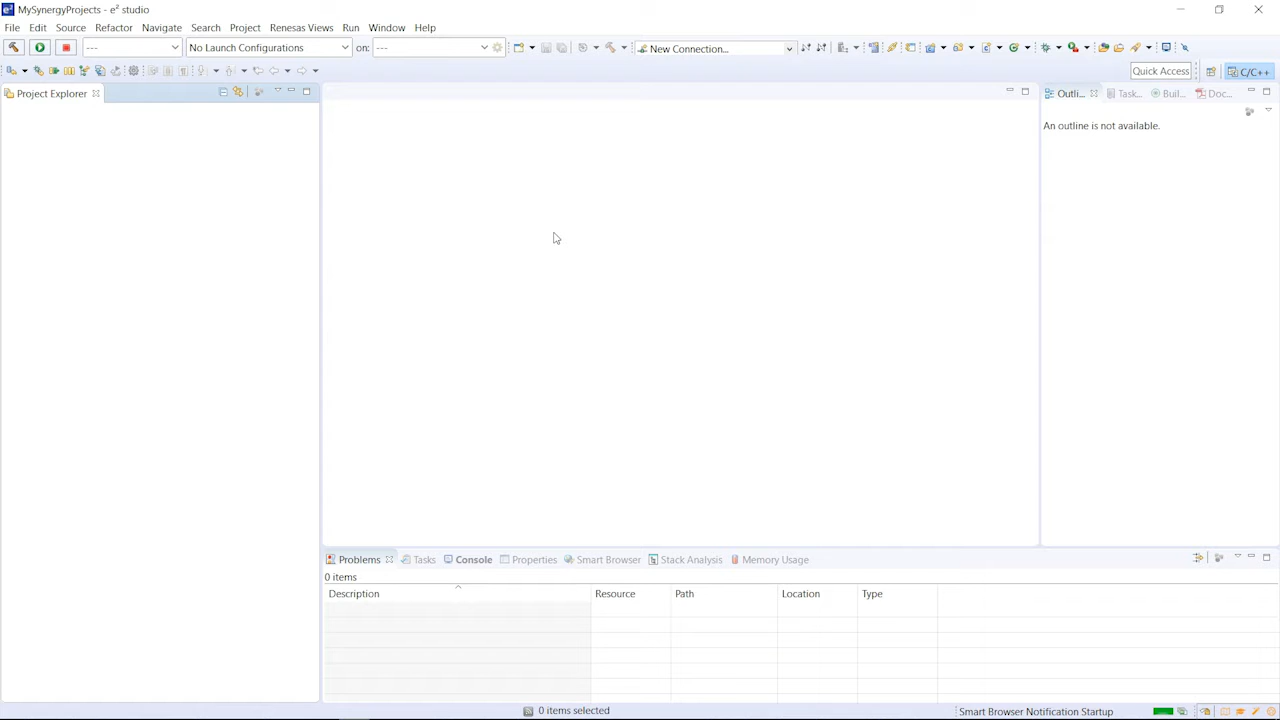 MySynergyProjects - e² studio
File Edit Source Refactor Navigate Search Project Renesas Views Run Window Help
--- No Launch Configurations on: --- New Connection...
Quick Access C/C++
Project Explorer
Outli... Task... Buil... Doc...
An outline is not available.
Problems Tasks Console Properties Smart Browser Stack Analysis Memory Usage
0 items
Description Resource Path Location Type
0 items selected
Smart Browser Notification Startup